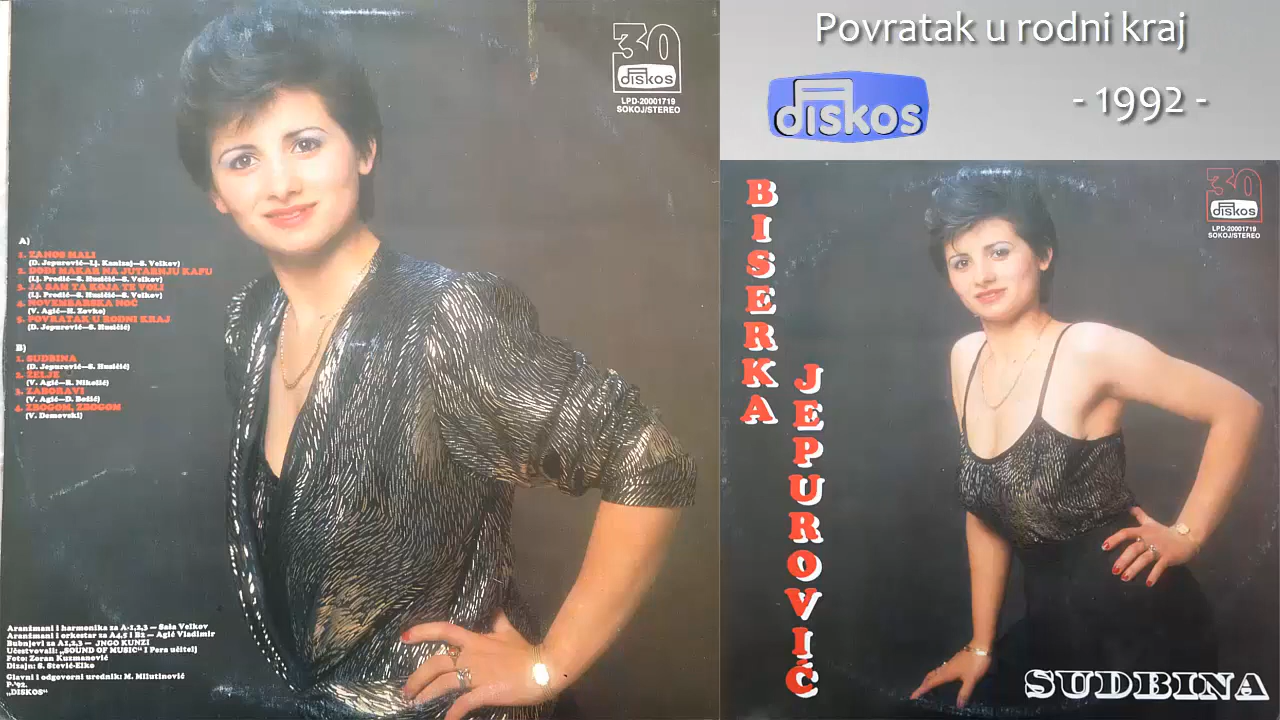 30
diskos
LPD-20001719
SOKOJ/STEREO
A)
1. ZANOS MALI
(D. Jepurović—Lj. Kanizaj—S. Velkov)
2. DOĐI MAKAR NA JUTARNJU KAFU
(Lj. Prodić—S. Husičić—S. Velkov)
3. JA SAM TA KOJA TE VOLI
(Lj. Prodić—S. Husičić—S. Velkov)
4. NOVEMBARSKA NOĆ
(V. Agić—H. Zovko)
5. POVRATAK U RODNI KRAJ
(D. Jepurović—S. Husičić)
B)
1. SUDBINA
(D. Jepurović—S. Husičić)
2. ŽELJE
(V. Agić—R. Nikolić)
3. ZABORAVI
(V. Agić—D. Božić)
4. ZBOGOM, ZBOGOM
(V. Demovski)
Aranžmani i harmonika za A-1,2,3 — Saša Velkov
Aranžmani i orkestar za A4,5 i B2 — Agić Vladimir
Bubnjevi za A1,2,3 — JNGO KUNZI
Učestvovali: „SOUND OF MUSIC“ i Pera učitelj
Foto: Zoran Kuzmanović
Dizajn: S. Stević-Elko
Glavni i odgovorni urednik: M. Milutinović
P-'92.
„DISKOS“
Povratak u rodni kraj
diskos
- 1992 -
30
diskos
LPD-20001719
SOKOJ/STEREO
BISERKA
JEPUROVIĆ
SUDBINA